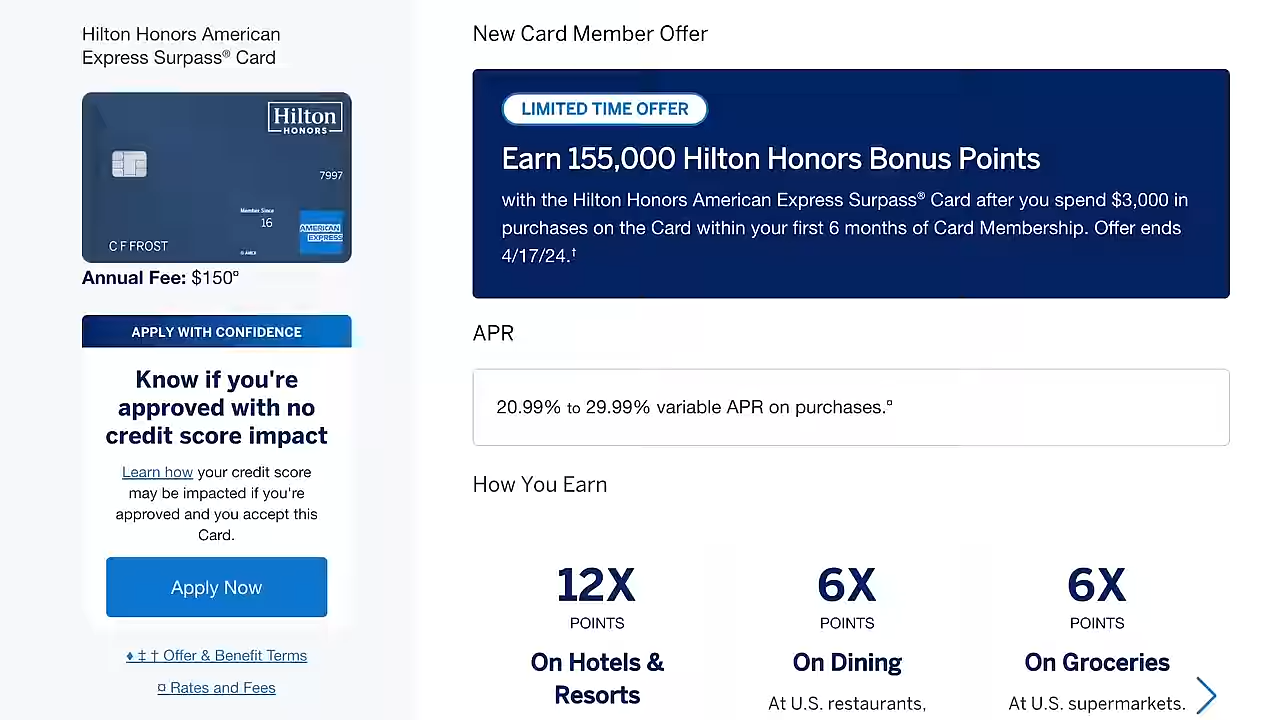 Hilton Honors American
Express Surpass® Card
Hilton
HONORS
7997
Member Since
16
AMERICAN
EXPRESS
C F FROST
© AMEX
Annual Fee: $150¤
APPLY WITH CONFIDENCE
Know if you're
approved with no
credit score impact
Learn how your credit score
may be impacted if you're
approved and you accept this
Card.
Apply Now
♦ ‡ † Offer & Benefit Terms
¤ Rates and Fees
New Card Member Offer
LIMITED TIME OFFER
Earn 155,000 Hilton Honors Bonus Points
with the Hilton Honors American Express Surpass® Card after you spend $3,000 in
purchases on the Card within your first 6 months of Card Membership. Offer ends
4/17/24.†
APR
20.99% to 29.99% variable APR on purchases.¤
How You Earn
12X
POINTS
On Hotels &
Resorts
6X
POINTS
On Dining
At U.S. restaurants,
6X
POINTS
On Groceries
At U.S. supermarkets.